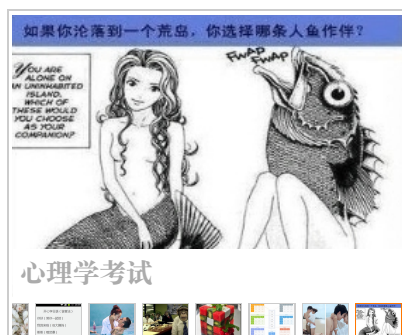 如果你沦落到一个荒岛，你选择哪条人鱼作伴？
YOU ARE
ALONE ON
AN UNINHABITED
ISLAND.
WHICH OF
THESE WOULD
YOU CHOOSE
AS YOUR
COMPANION?
FWAP
FWAP
心理学考试